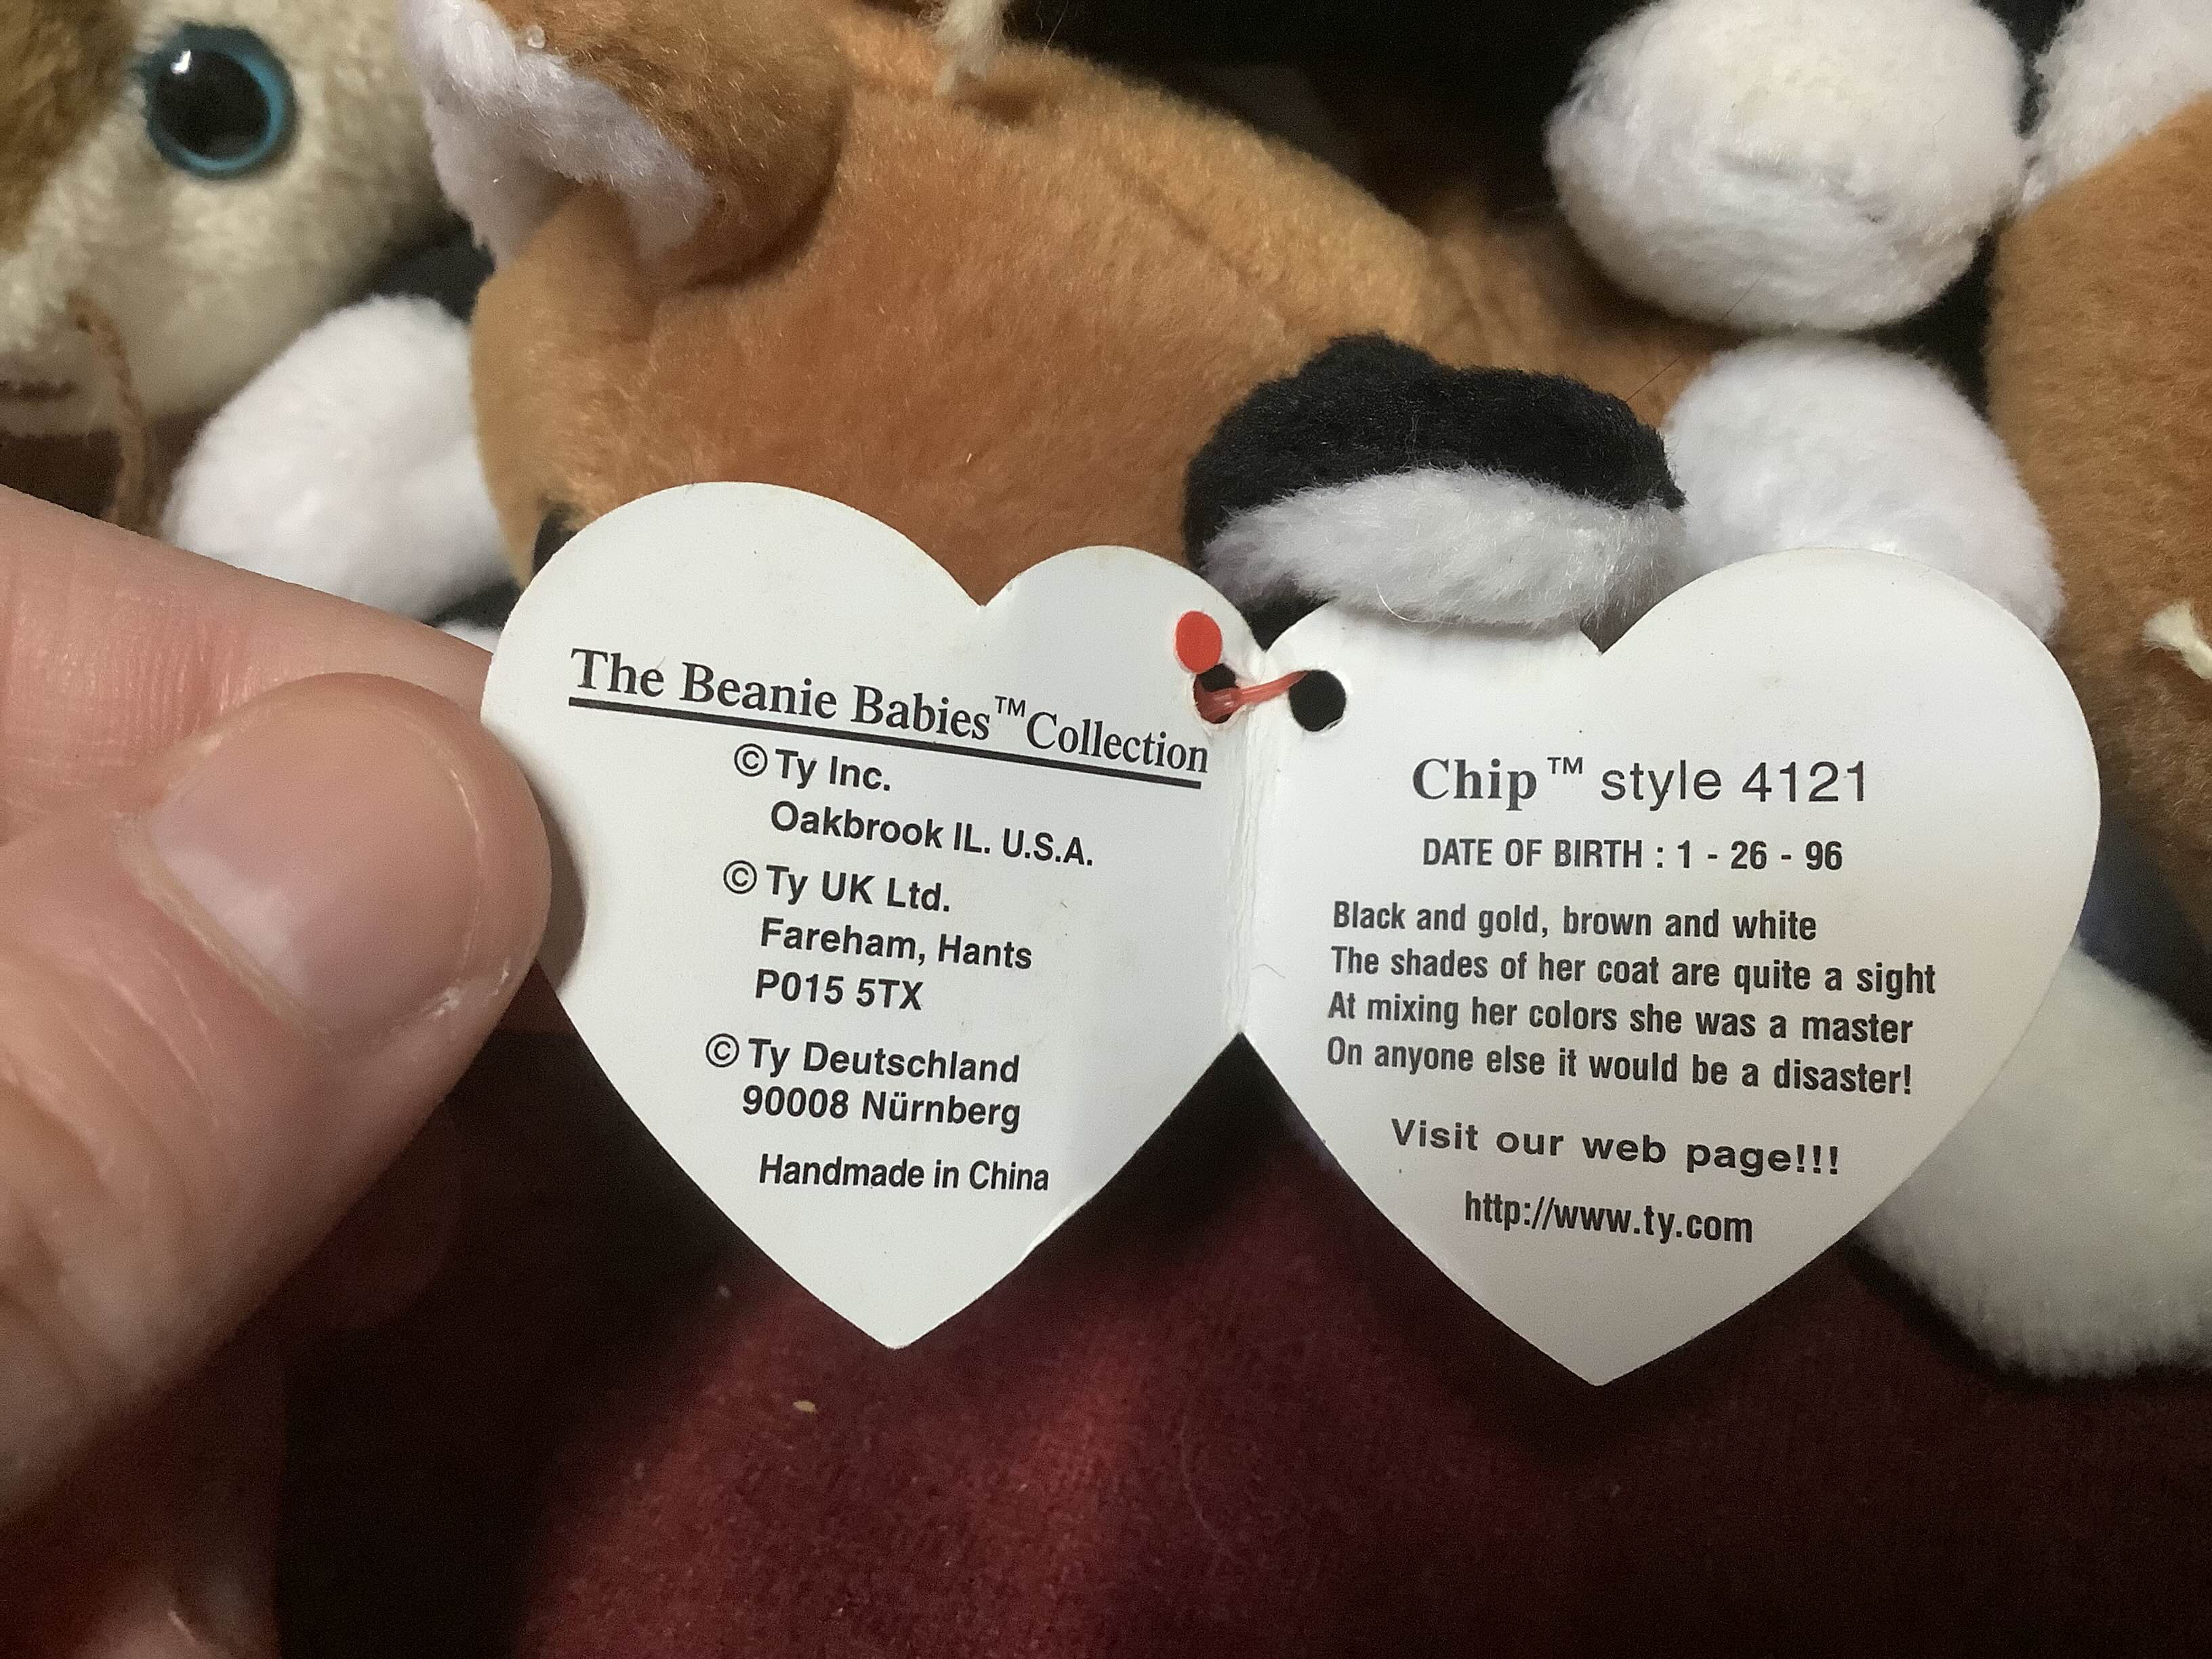 The Beanie Babies™Collection
© Ty Inc.
Oakbrook IL. U.S.A.
© Ty UK Ltd.
Fareham, Hants
P015 5TX
© Ty Deutschland
90008 Nürnberg
Handmade in China
Chip™ style 4121
DATE OF BIRTH : 1 - 26 - 96
Black and gold, brown and white
The shades of her coat are quite a sight
At mixing her colors she was a master
On anyone else it would be a disaster!
Visit our web page!!!
http://www.ty.com